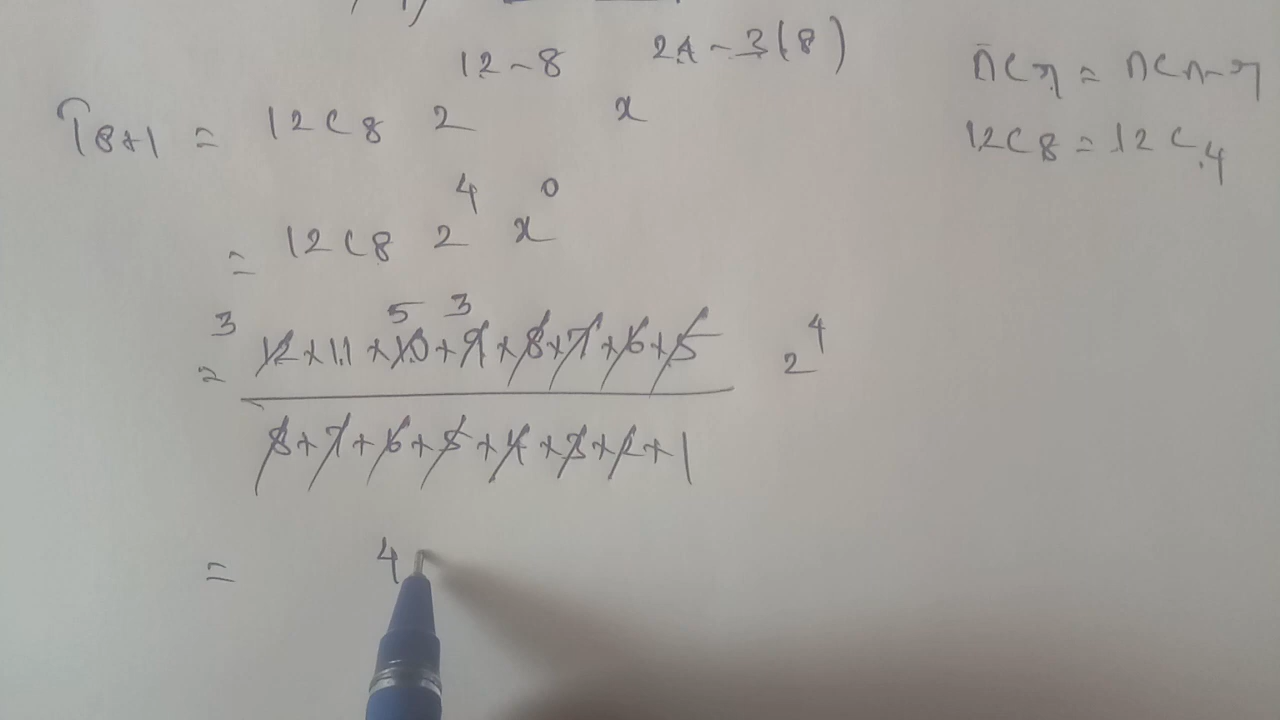 12-8 24-3(8)
T8+1 = 12C8 2 x
nCr = nCn-r
12C8 = 12C4
4 0
= 12C8 2 x
3 5 3
= 12×11×10×9×8×7×6×5 2^4
8×7×6×5×4×3×2×1
= 4